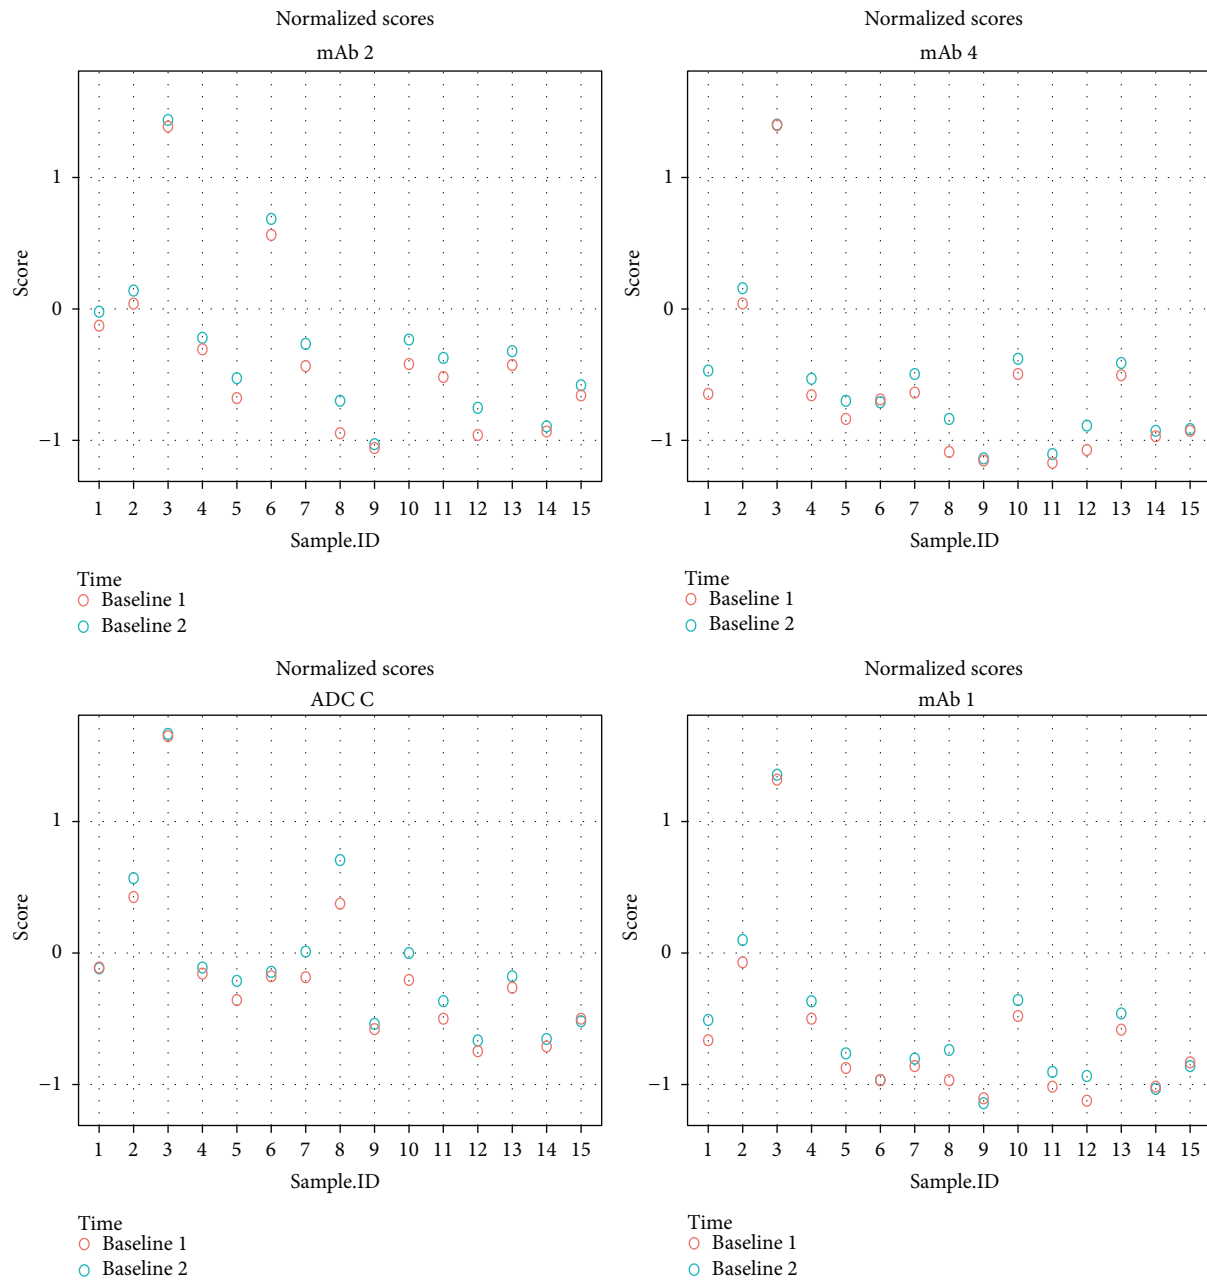 Normalized scores
mAb 2
Score
1
0
−1
1 2 3 4 5 6 7 8 9 10 11 12 13 14 15
Sample.ID
Time
Baseline 1
Baseline 2
Normalized scores
mAb 4
Score
1
0
−1
1 2 3 4 5 6 7 8 9 10 11 12 13 14 15
Sample.ID
Time
Baseline 1
Baseline 2
Normalized scores
ADC C
Score
1
0
−1
1 2 3 4 5 6 7 8 9 10 11 12 13 14 15
Sample.ID
Time
Baseline 1
Baseline 2
Normalized scores
mAb 1
Score
1
0
−1
1 2 3 4 5 6 7 8 9 10 11 12 13 14 15
Sample.ID
Time
Baseline 1
Baseline 2